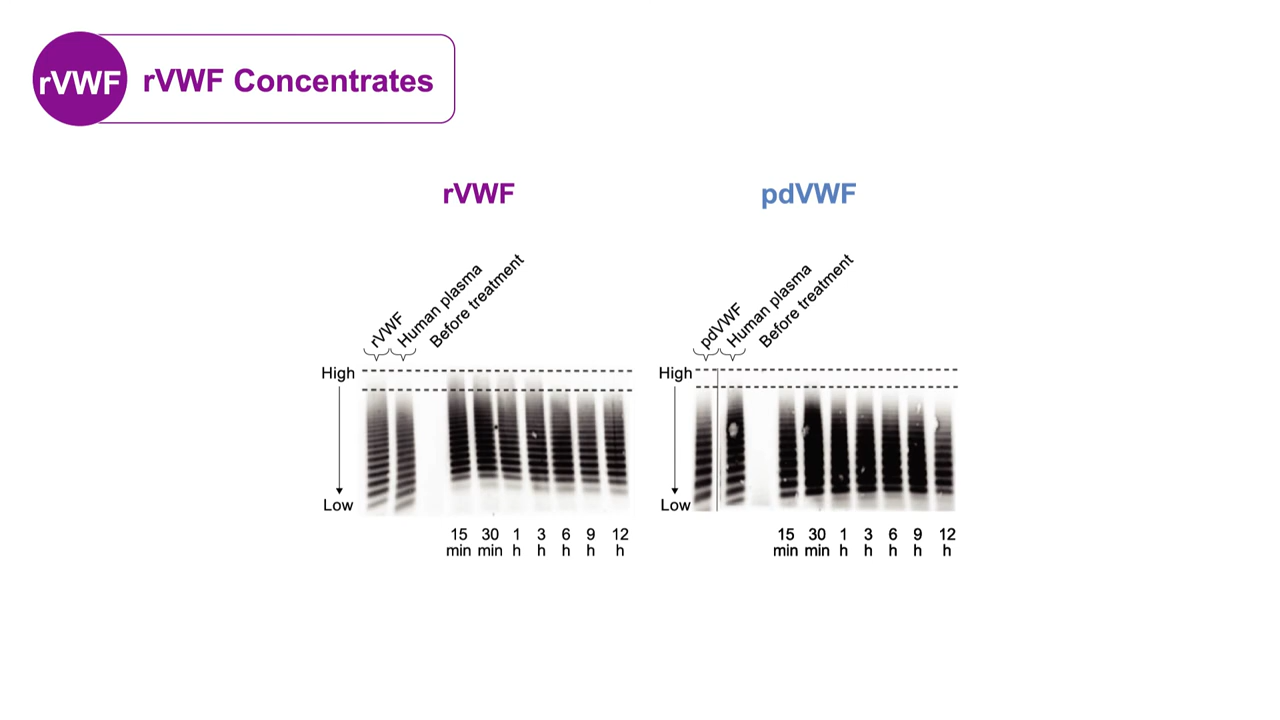 rVWF
rVWF Concentrates
rVWF
pdVWF
rVWF
Human plasma
Before treatment
High
Low
15 min
30 min
1 h
3 h
6 h
9 h
12 h
pdVWF
Human plasma
Before treatment
High
Low
15 min
30 min
1 h
3 h
6 h
9 h
12 h